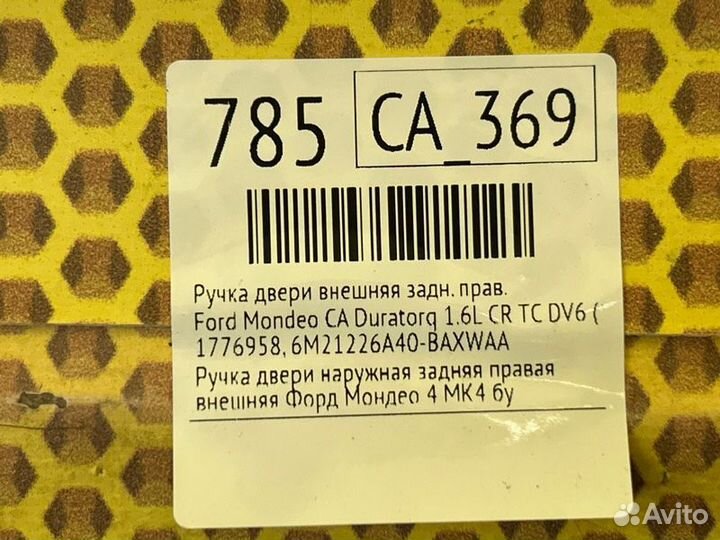 785 CA_369
Ручка двери внешняя задн. прав.
Ford Mondeo CA Duratorq 1.6L CR TC DV6 (
1776958, 6M21226A40-BAXWAA
Ручка двери наружная задняя правая
внешняя Форд Мондео 4 МК4 бу
Avito